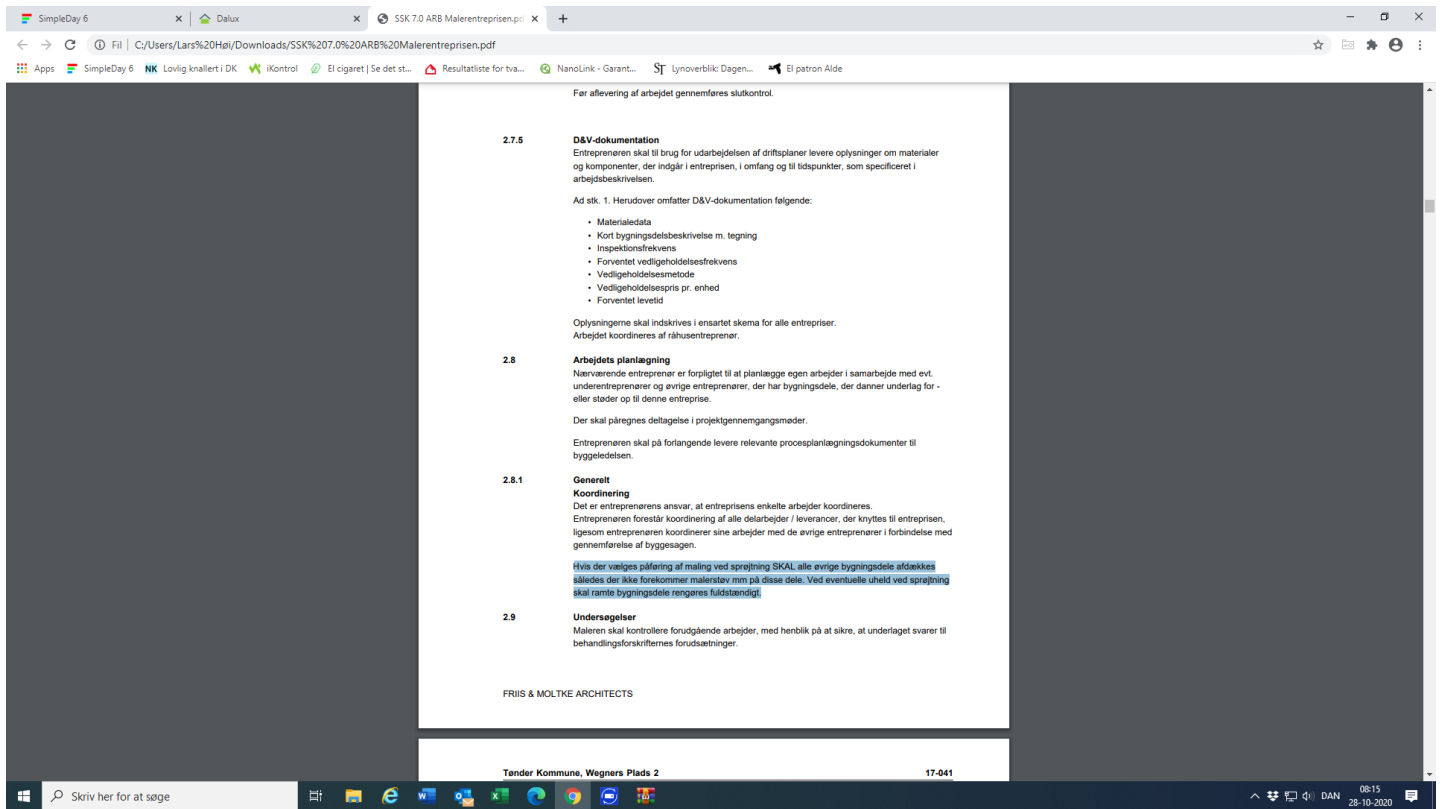 SimpleDay 6
Dalux
SSK 7.0 ARB Malerentreprisen.pd
Fil | C:/Users/Lars%20Høi/Downloads/SSK%207.0%20ARB%20Malerentreprisen.pdf
Apps SimpleDay 6 NK Lovlig knallert i DK iKontrol El cigaret | Se det st... Resultatliste for tva... NanoLink - Garant... ST Lynoverblik: Dagen... El patron Alde
Før aflevering af arbejdet gennemføres slutkontrol.
2.7.5 D&V-dokumentation
Entreprenøren skal til brug for udarbejdelsen af driftsplaner levere oplysninger om materialer
og komponenter, der indgår i entreprisen, i omfang og til tidspunkter, som specificeret i
arbejdsbeskrivelsen.
Ad stk. 1. Herudover omfatter D&V-dokumentation følgende:
• Materialedata
• Kort bygningsdelsbeskrivelse m. tegning
• Inspektionsfrekvens
• Forventet vedligeholdelsesfrekvens
• Vedligeholdelsesmetode
• Vedligeholdelsespris pr. enhed
• Forventet levetid
Oplysningerne skal indskrives i ensartet skema for alle entrepriser.
Arbejdet koordineres af råhusentreprenør.
2.8 Arbejdets planlægning
Nærværende entreprenør er forpligtet til at planlægge egen arbejder i samarbejde med evt.
underentreprenører og øvrige entreprenører, der har bygningsdele, der danner underlag for -
eller støder op til denne entreprise.
Der skal påregnes deltagelse i projektgennemgangsmøder.
Entreprenøren skal på forlangende levere relevante procesplanlægningsdokumenter til
byggeledelsen.
2.8.1 Generelt
Koordinering
Det er entreprenørens ansvar, at entreprisens enkelte arbejder koordineres.
Entreprenøren forestår koordinering af alle delarbejder / leverancer, der knyttes til entreprisen,
ligesom entreprenøren koordinerer sine arbejder med de øvrige entreprenører i forbindelse med
gennemførelse af byggesagen.
Hvis der vælges påføring af maling ved sprøjtning SKAL alle øvrige bygningsdele afdækkes
således der ikke forekommer malerstøv mm på disse dele. Ved eventuelle uheld ved sprøjtning
skal ramte bygningsdele rengøres fuldstændigt.
2.9 Undersøgelser
Maleren skal kontrollere forudgående arbejder, med henblik på at sikre, at underlaget svarer til
behandlingsforskrifternes forudsætninger.
FRIIS & MOLTKE ARCHITECTS
Tønder Kommune, Wegners Plads 2 17-041
Skriv her for at søge
DAN
08:15
28-10-2020